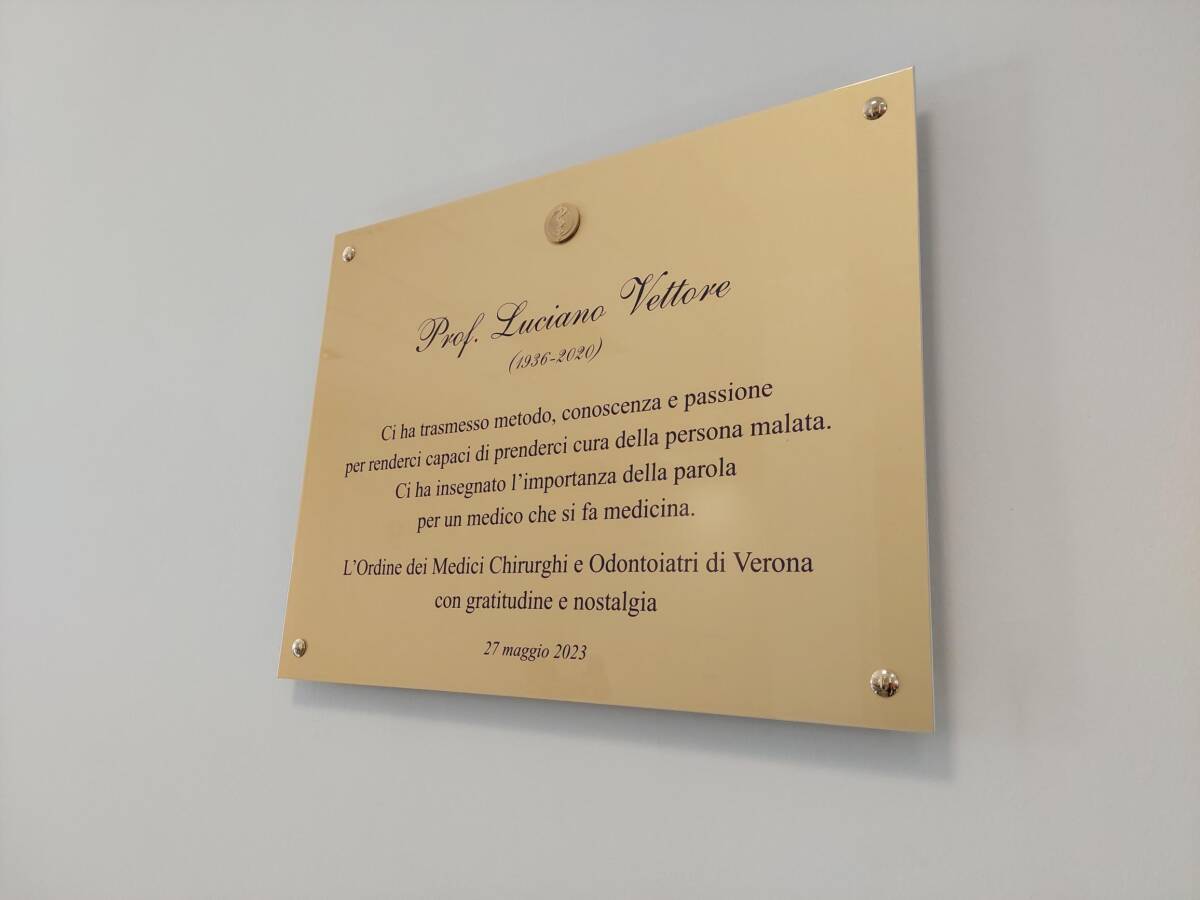 Prof. Luciano Vettore
(1936-2020)
Ci ha trasmesso metodo, conoscenza e passione
per renderci capaci di prenderci cura della persona malata.
Ci ha insegnato l'importanza della parola
per un medico che si fa medicina.
L'Ordine dei Medici Chirurghi e Odontoiatri di Verona
con gratitudine e nostalgia
27 maggio 2023